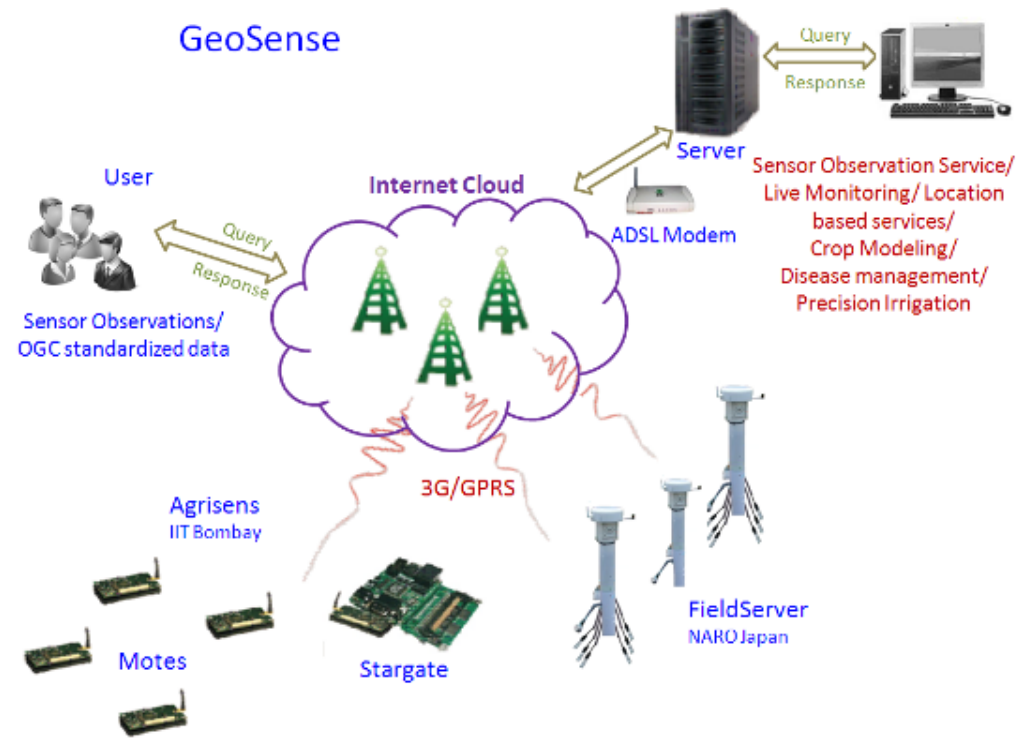 GeoSense
Query
Response
Server
Sensor Observation Service/
Live Monitoring/ Location
based services/
Crop Modeling/
Disease management/
Precision Irrigation
ADSL Modem
User
Internet Cloud
Query
Response
Sensor Observations/
OGC standardized data
3G/GPRS
Agrisens
IIT Bombay
Motes
Stargate
FieldServer
NARO Japan